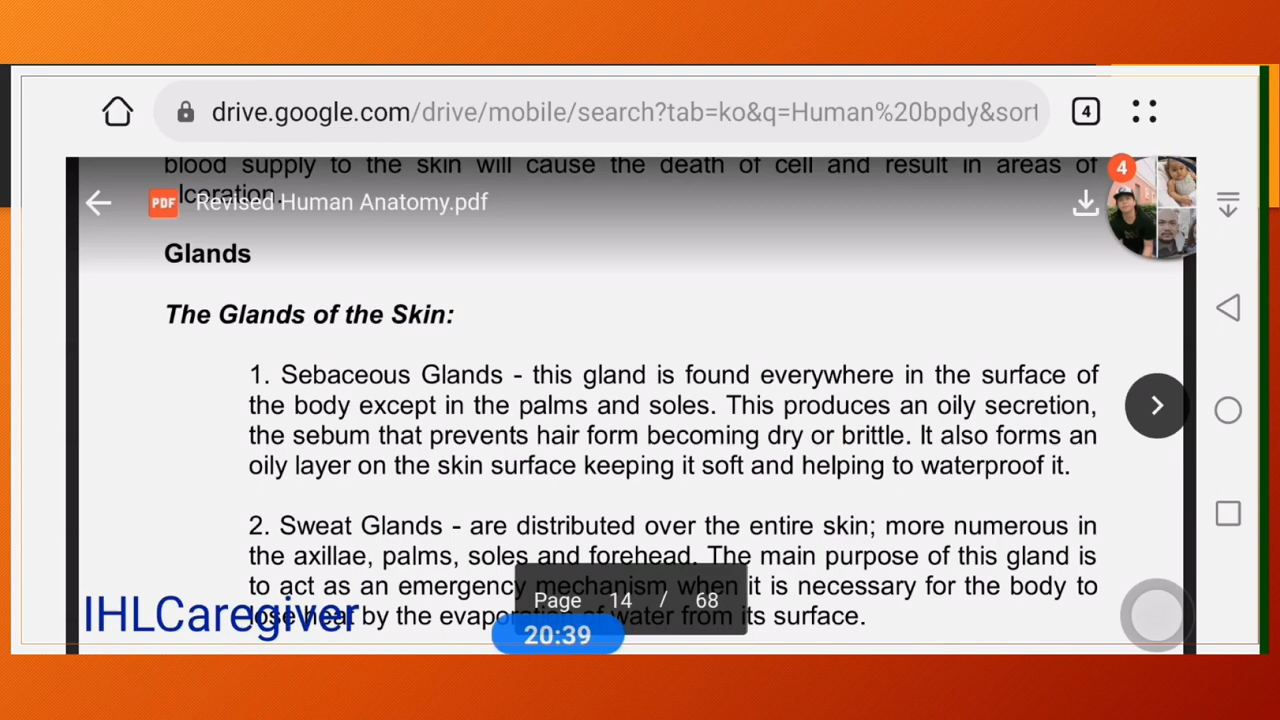 drive.google.com/drive/mobile/search?tab=ko&q=Human%20bpdy&sort
4
blood supply to the skin will cause the death of cell and result in areas of
lceration.
4
PDF Revised Human Anatomy.pdf
Glands
The Glands of the Skin:
1. Sebaceous Glands - this gland is found everywhere in the surface of
the body except in the palms and soles. This produces an oily secretion,
the sebum that prevents hair form becoming dry or brittle. It also forms an
oily layer on the skin surface keeping it soft and helping to waterproof it.
2. Sweat Glands - are distributed over the entire skin; more numerous in
the axillae, palms, soles and forehead. The main purpose of this gland is
to act as an emergency mechanism when it is necessary for the body to
lose heat by the evaporation of water from its surface.
Page 14 / 68
IHLCaregiver
20:39